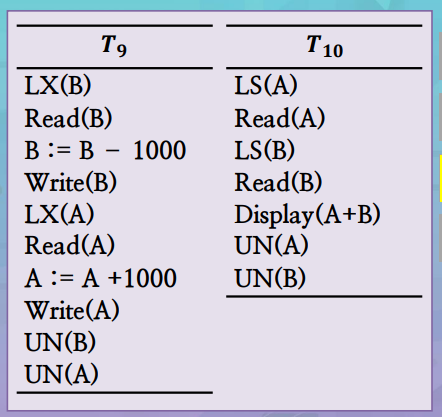 T9 T10
LX(B) LS(A)
Read(B) Read(A)
B := B − 1000 LS(B)
Write(B) Read(B)
LX(A) Display(A+B)
Read(A) UN(A)
A := A +1000 UN(B)
Write(A)
UN(B)
UN(A)